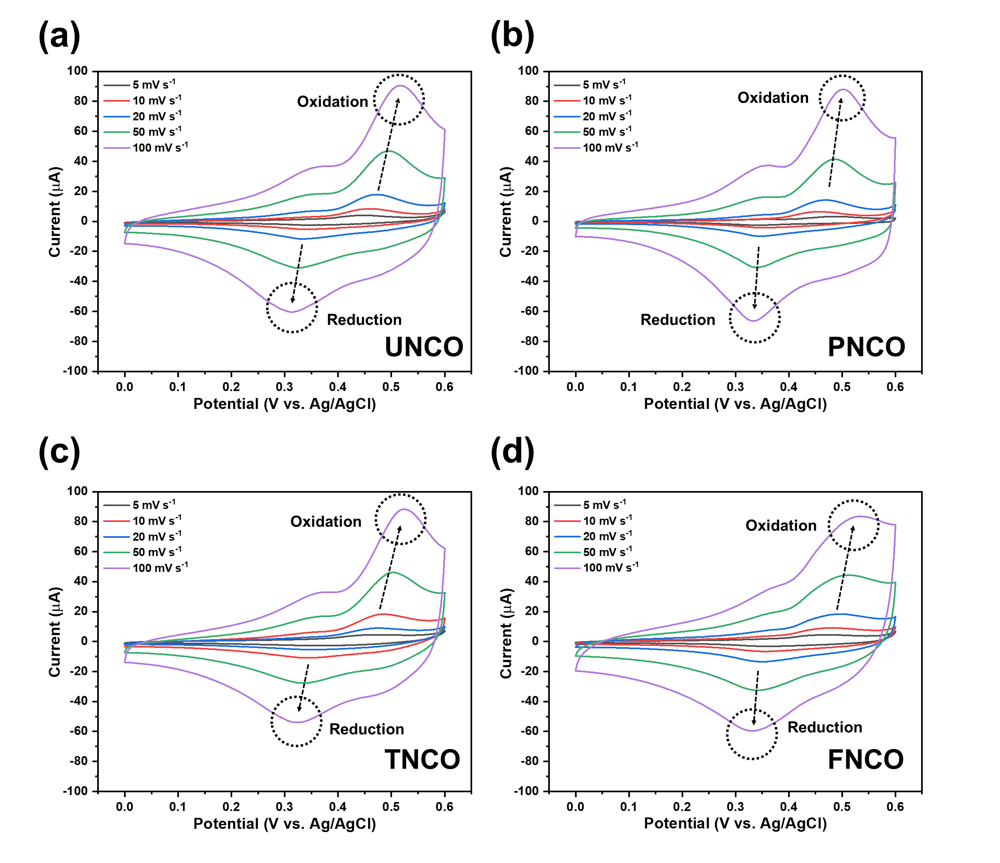 (a)
100
80
60
40
20
0
-20
-40
-60
-80
-100
Current (μA)
5 mV s⁻¹
10 mV s⁻¹
20 mV s⁻¹
50 mV s⁻¹
100 mV s⁻¹
Oxidation
Reduction
UNCO
0.0 0.1 0.2 0.3 0.4 0.5 0.6
Potential (V vs. Ag/AgCl)
(b)
100
80
60
40
20
0
-20
-40
-60
-80
-100
Current (μA)
5 mV s⁻¹
10 mV s⁻¹
20 mV s⁻¹
50 mV s⁻¹
100 mV s⁻¹
Oxidation
Reduction
PNCO
0.0 0.1 0.2 0.3 0.4 0.5 0.6
Potential (V vs. Ag/AgCl)
(c)
100
80
60
40
20
0
-20
-40
-60
-80
-100
Current (μA)
5 mV s⁻¹
10 mV s⁻¹
20 mV s⁻¹
50 mV s⁻¹
100 mV s⁻¹
Oxidation
Reduction
TNCO
0.0 0.1 0.2 0.3 0.4 0.5 0.6
Potential (V vs. Ag/AgCl)
(d)
100
80
60
40
20
0
-20
-40
-60
-80
-100
Current (μA)
5 mV s⁻¹
10 mV s⁻¹
20 mV s⁻¹
50 mV s⁻¹
100 mV s⁻¹
Oxidation
Reduction
FNCO
0.0 0.1 0.2 0.3 0.4 0.5 0.6
Potential (V vs. Ag/AgCl)